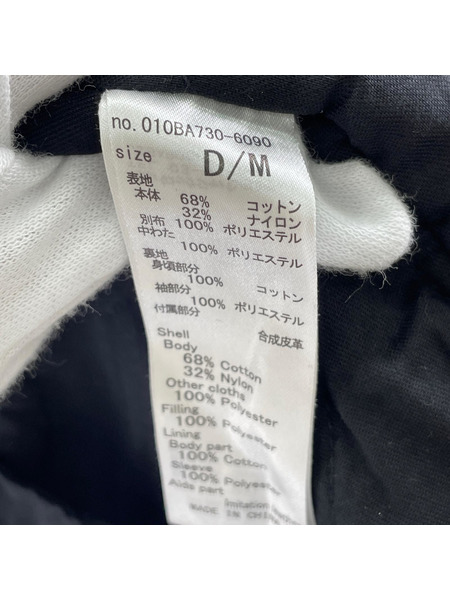 no.010BA730-6090
size D/M
表地
本体 68% コットン
32% ナイロン
別布 100% ポリエステル
中わた
100% ポリエステル
裏地
身頃部分
100% コットン
袖部分
100% ポリエステル
付属部分
合成皮革
Shell
Body
68% Cotton
32% Nylon
Other cloths
100% Polyester
Filling
100% Polyester
Lining
Body part
100% Cotton
Sleeve
100% Polyester
Aids part
Imitation
MADE IN CHINA